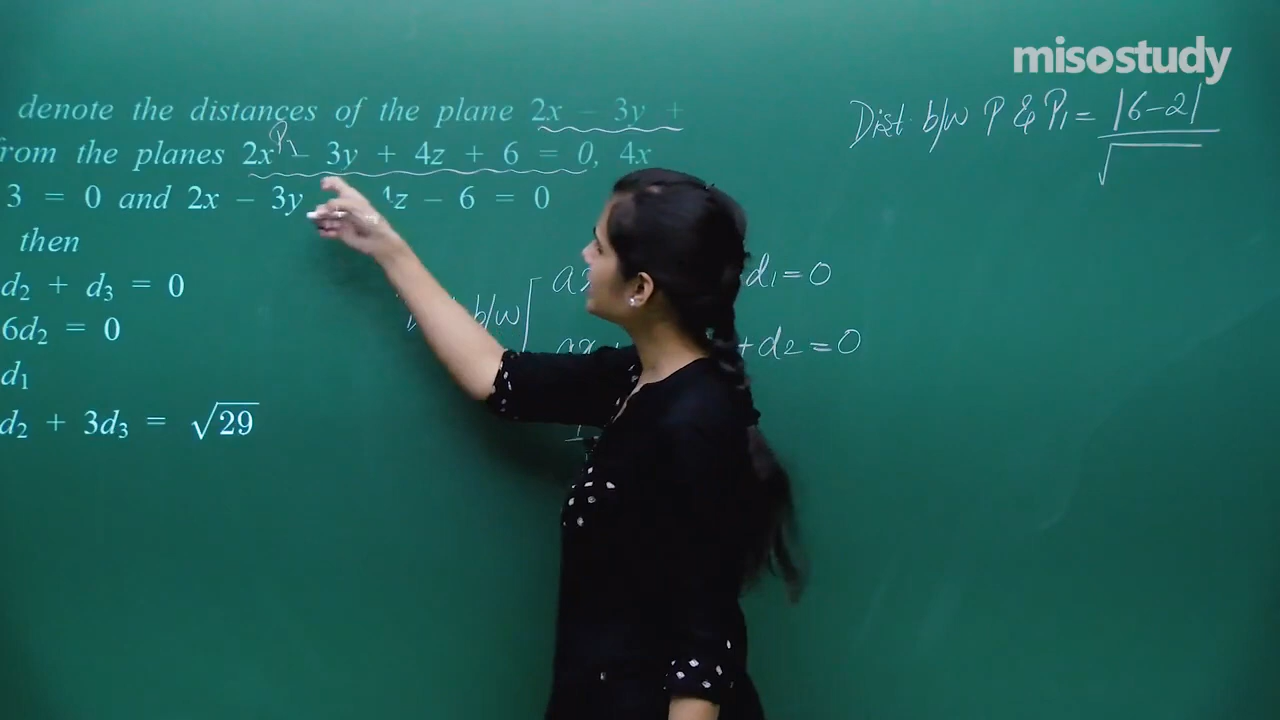 misostudy
denote the distances of the plane 2x – 3y +
from the planes 2x – 3y + 4z + 6 = 0, 4x
P₁
3 = 0 and 2x – 3y 4z – 6 = 0
then
d₂ + d₃ = 0
6d₂ = 0
d₁
d₂ + 3d₃ = √29
Dist b/w P & P₁ = |6-2| / √
b/w
d₁ = 0
+ d₂ = 0